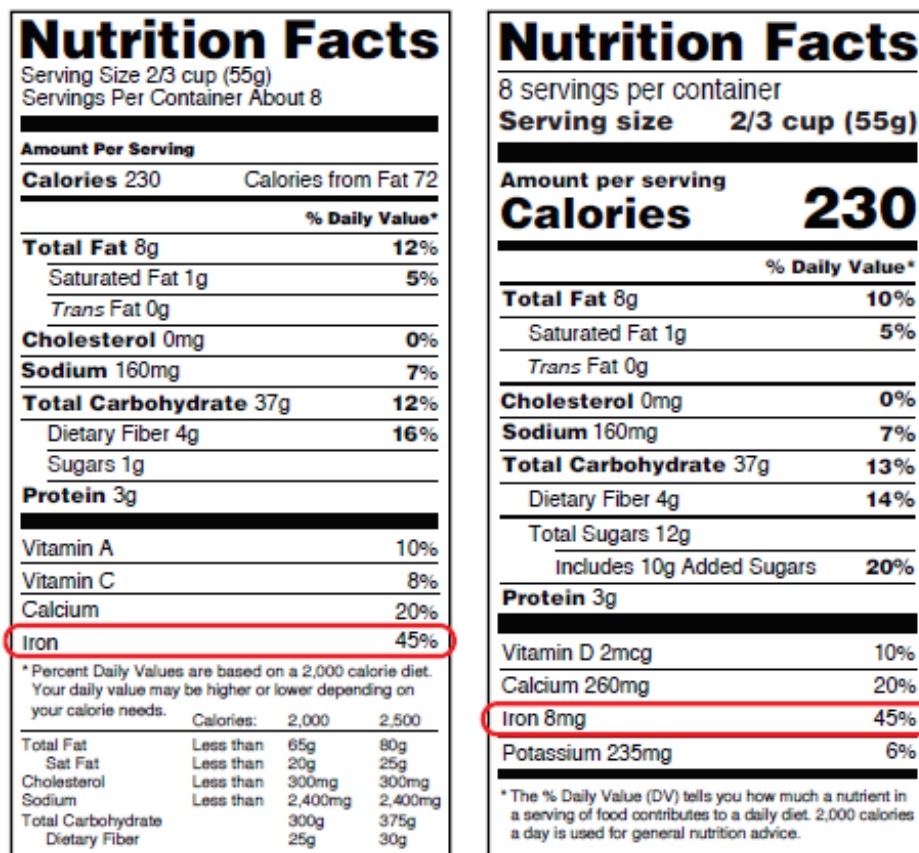 Nutrition Facts
Serving Size 2/3 cup (55g)
Servings Per Container About 8
Amount Per Serving
Calories 230 Calories from Fat 72
% Daily Value*
Total Fat 8g 12%
Saturated Fat 1g 5%
Trans Fat 0g
Cholesterol 0mg 0%
Sodium 160mg 7%
Total Carbohydrate 37g 12%
Dietary Fiber 4g 16%
Sugars 1g
Protein 3g
Vitamin A 10%
Vitamin C 8%
Calcium 20%
Iron 45%
* Percent Daily Values are based on a 2,000 calorie diet.
Your daily value may be higher or lower depending on
your calorie needs.
Calories: 2,000 2,500
Total Fat Less than 65g 80g
Sat Fat Less than 20g 25g
Cholesterol Less than 300mg 300mg
Sodium Less than 2,400mg 2,400mg
Total Carbohydrate 300g 375g
Dietary Fiber 25g 30g
Nutrition Facts
8 servings per container
Serving size 2/3 cup (55g)
Amount per serving
Calories 230
% Daily Value*
Total Fat 8g 10%
Saturated Fat 1g 5%
Trans Fat 0g
Cholesterol 0mg 0%
Sodium 160mg 7%
Total Carbohydrate 37g 13%
Dietary Fiber 4g 14%
Total Sugars 12g
Includes 10g Added Sugars 20%
Protein 3g
Vitamin D 2mcg 10%
Calcium 260mg 20%
Iron 8mg 45%
Potassium 235mg 6%
* The % Daily Value (DV) tells you how much a nutrient in
a serving of food contributes to a daily diet. 2,000 calories
a day is used for general nutrition advice.